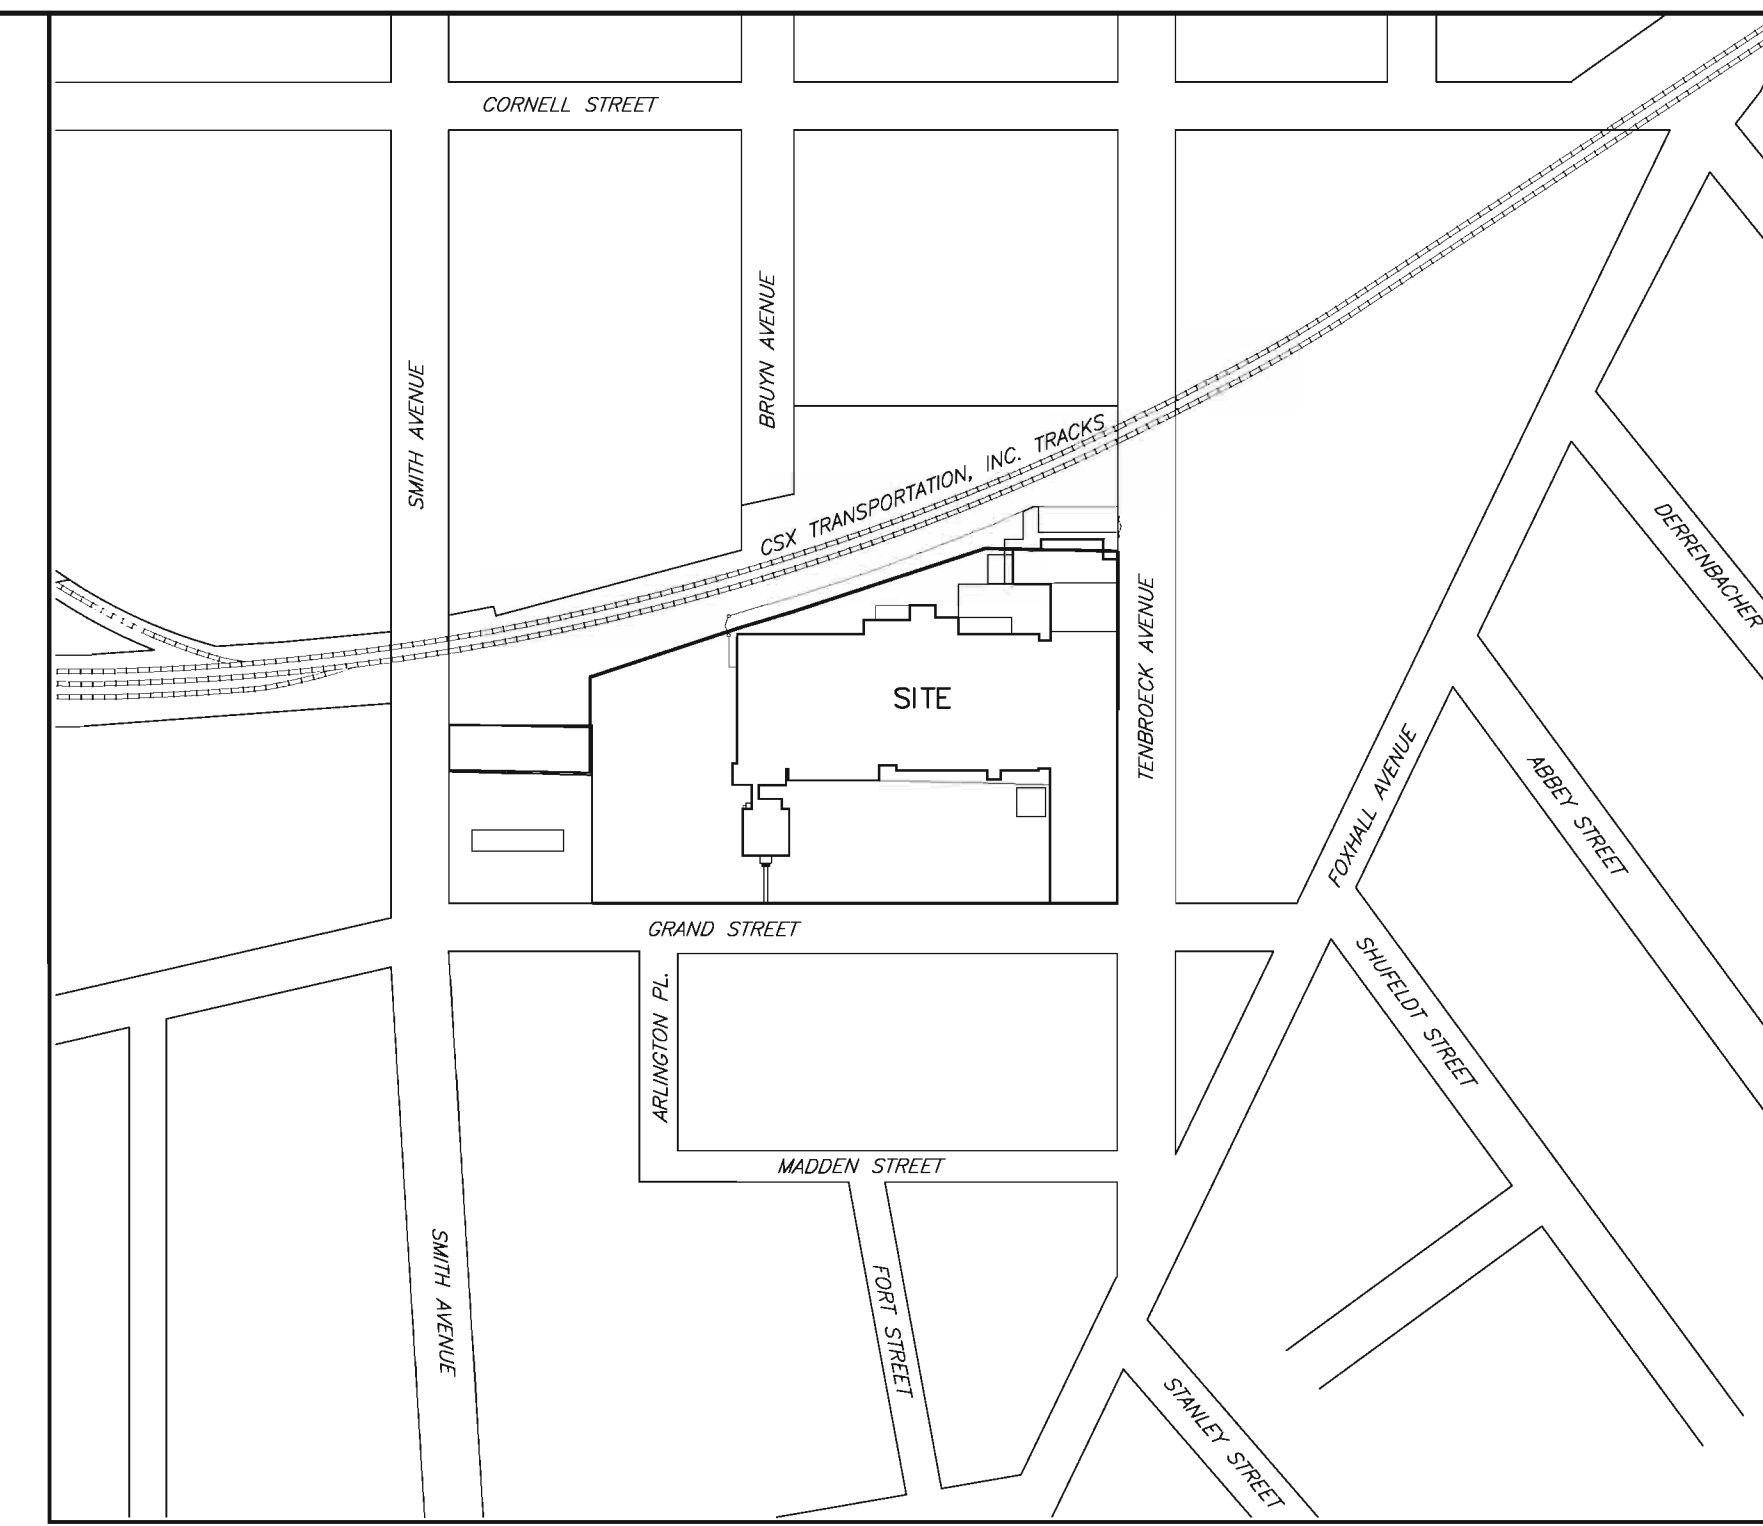 CORNELL STREET
BRUYN AVENUE
SMITH AVENUE
CSX TRANSPORTATION, INC. TRACKS
DERRENBACHER
TENBROECK AVENUE
SITE
FOXHALL AVENUE
ABBEY STREET
GRAND STREET
SHUFELDT STREET
ARLINGTON PL.
MADDEN STREET
SMITH AVENUE
FORT STREET
STANLEY STREET